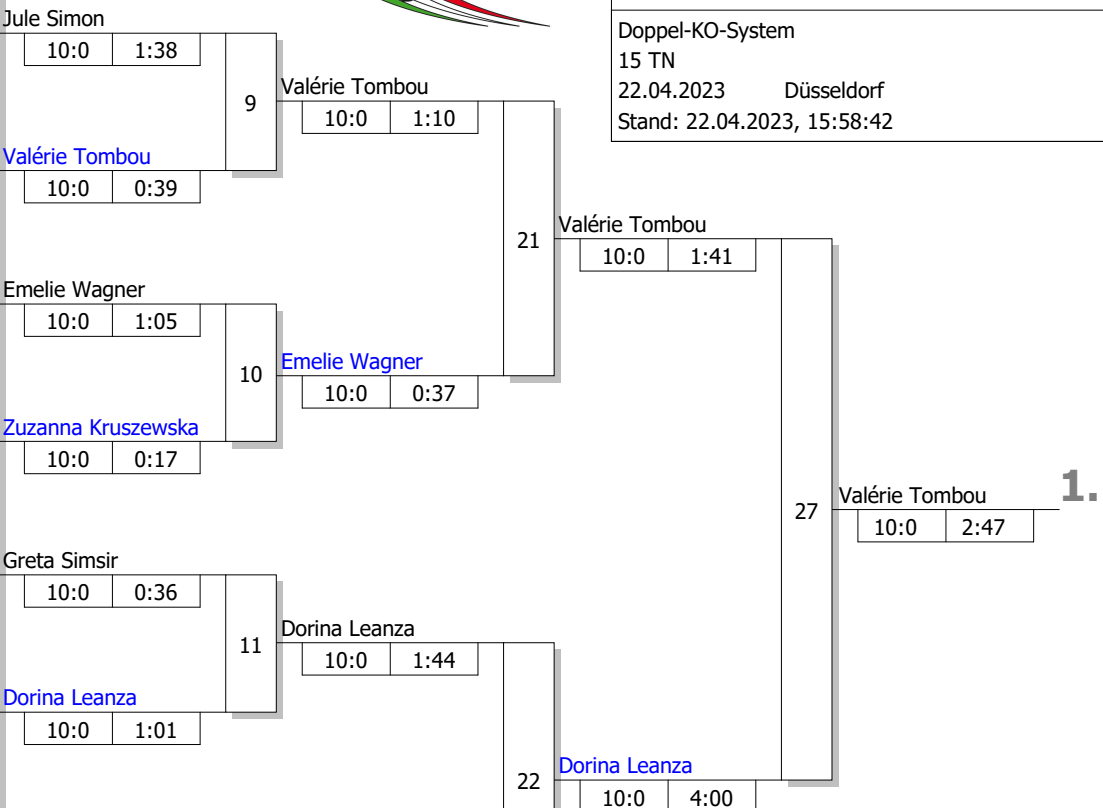 Jule Simon
10:0 1:38
9
Valérie Tombou
10:0 1:10
Valérie Tombou
10:0 0:39
Doppel-KO-System
15 TN
22.04.2023 Düsseldorf
Stand: 22.04.2023, 15:58:42
21
Valérie Tombou
10:0 1:41
Emelie Wagner
10:0 1:05
10
Emelie Wagner
10:0 0:37
Zuzanna Kruszewska
10:0 0:17
27
Valérie Tombou
10:0 2:47
1.
Greta Simsir
10:0 0:36
11
Dorina Leanza
10:0 1:44
Dorina Leanza
10:0 1:01
22
Dorina Leanza
10:0 4:00